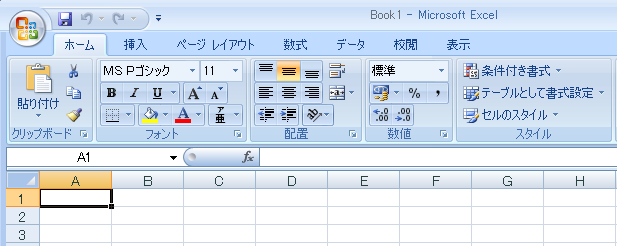 Book1 - Microsoft Excel
ホーム 挿入 ページ レイアウト 数式 データ 校閲 表示
MS Pゴシック 11 標準 条件付き書式
貼り付け B I U A A % , テーブルとして書式設定
A ア亜 .0 .00 .00 .0 セルのスタイル
クリップボード フォント 配置 数値 スタイル
A1 fx
A B C D E F G H
1
2
3